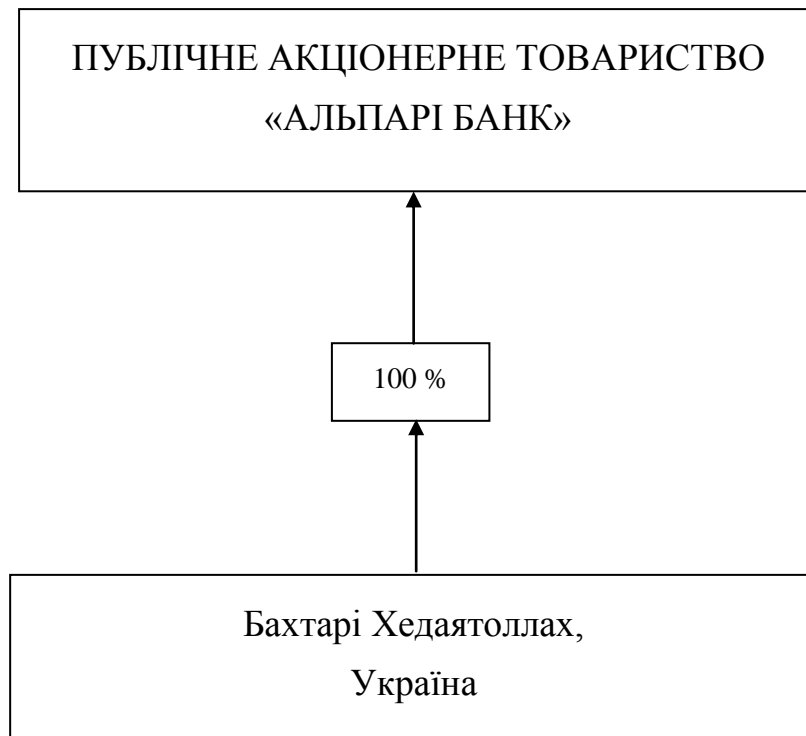 ПУБЛІЧНЕ АКЦІОНЕРНЕ ТОВАРИСТВО
«АЛЬПАРІ БАНК»
100 %
Бахтарі Хедаятоллах,
Україна